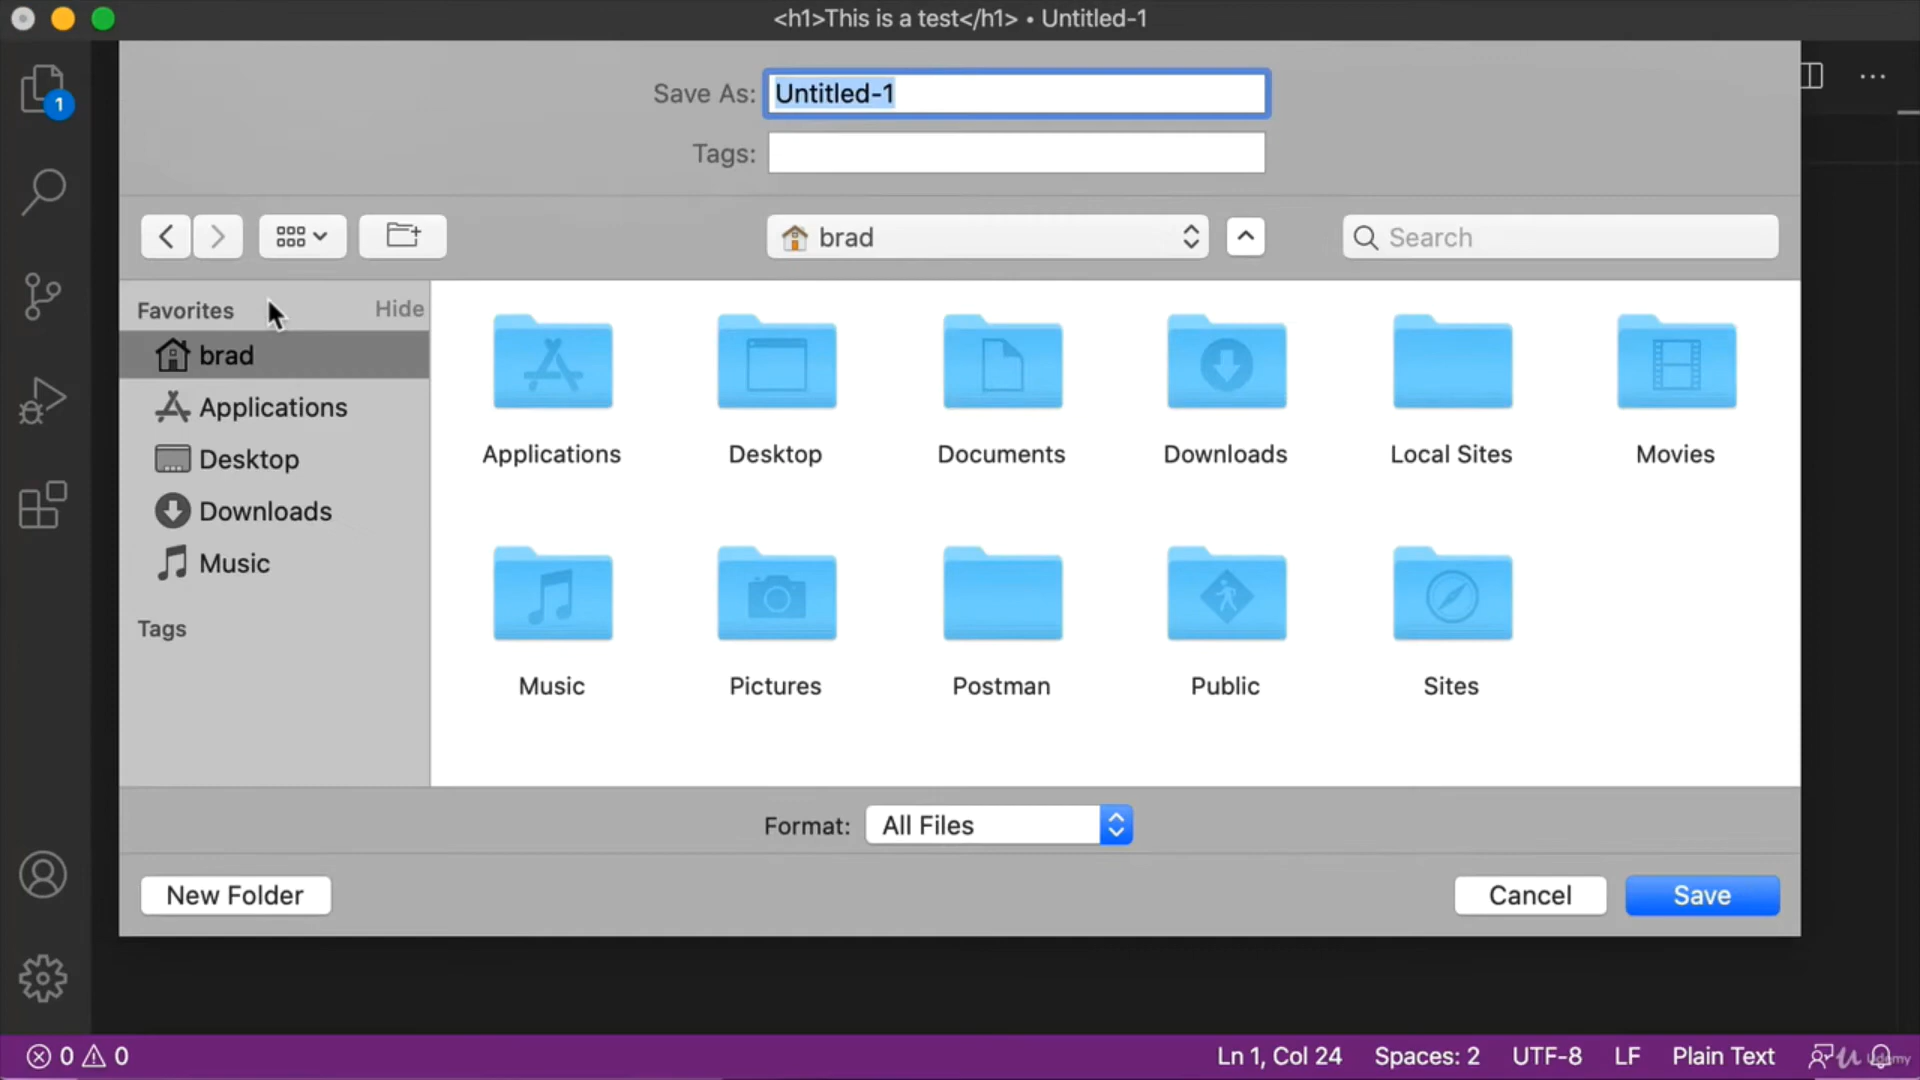 <h1>This is a test</h1> • Untitled-1
1
Save As: Untitled-1
Tags:
brad
Search
Favorites Hide
brad
Applications
Desktop
Downloads
Music
Tags
Applications Desktop Documents Downloads Local Sites Movies
Music Pictures Postman Public Sites
Format: All Files
New Folder Cancel Save
0 0 Ln 1, Col 24 Spaces: 2 UTF-8 LF Plain Text Udemy